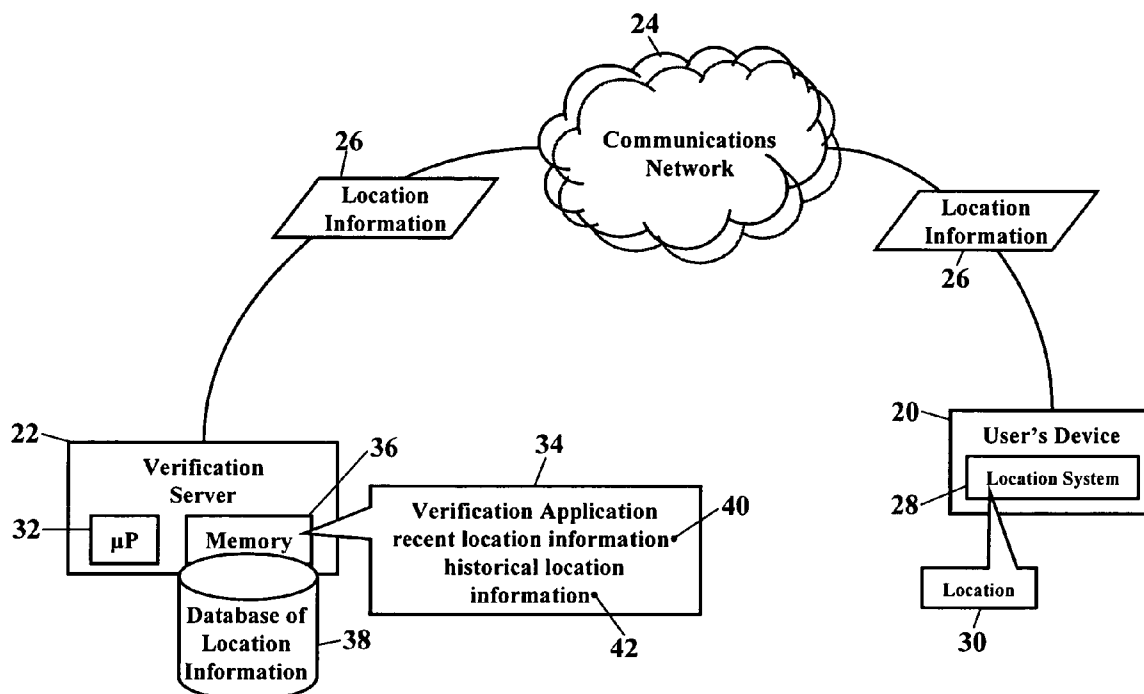 24
Communications
Network
26
Location
Information
Location
Information
26
22
Verification
Server
36
32
µP
Memory
Database of
Location
Information
38
34
Verification Application
recent location information
historical location
information
40
42
20
User's Device
28
Location System
Location
30